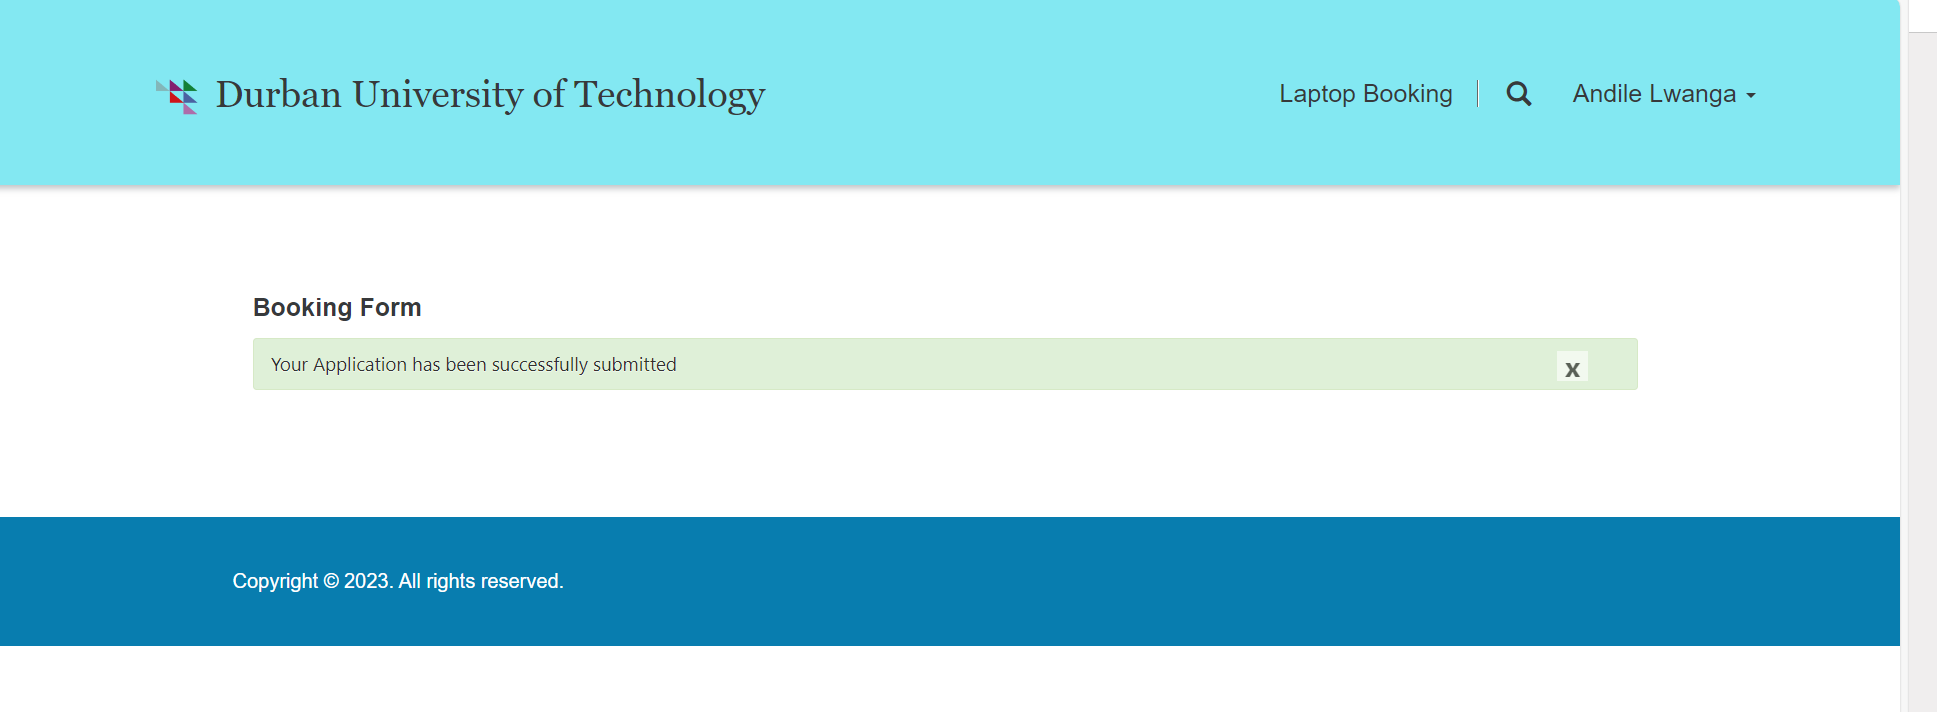 Durban University of Technology
Laptop Booking
Andile Lwanga
Booking Form
Your Application has been successfully submitted
x
Copyright © 2023. All rights reserved.